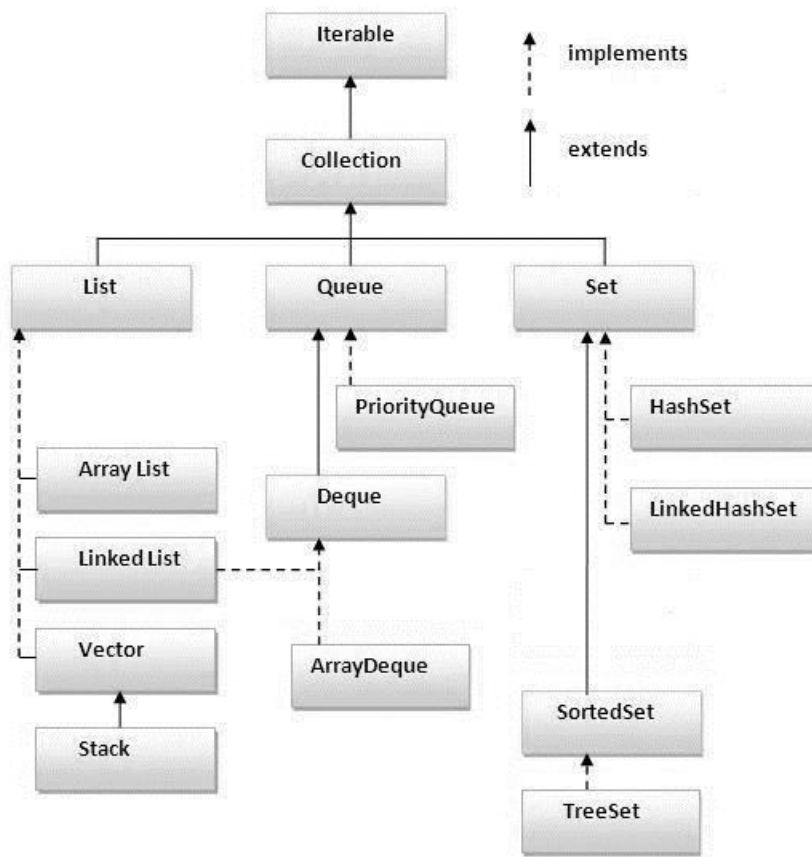 Iterable
implements
Collection
extends
List
Queue
Set
PriorityQueue
HashSet
Array List
Deque
LinkedHashSet
Linked List
Vector
ArrayDeque
SortedSet
Stack
TreeSet